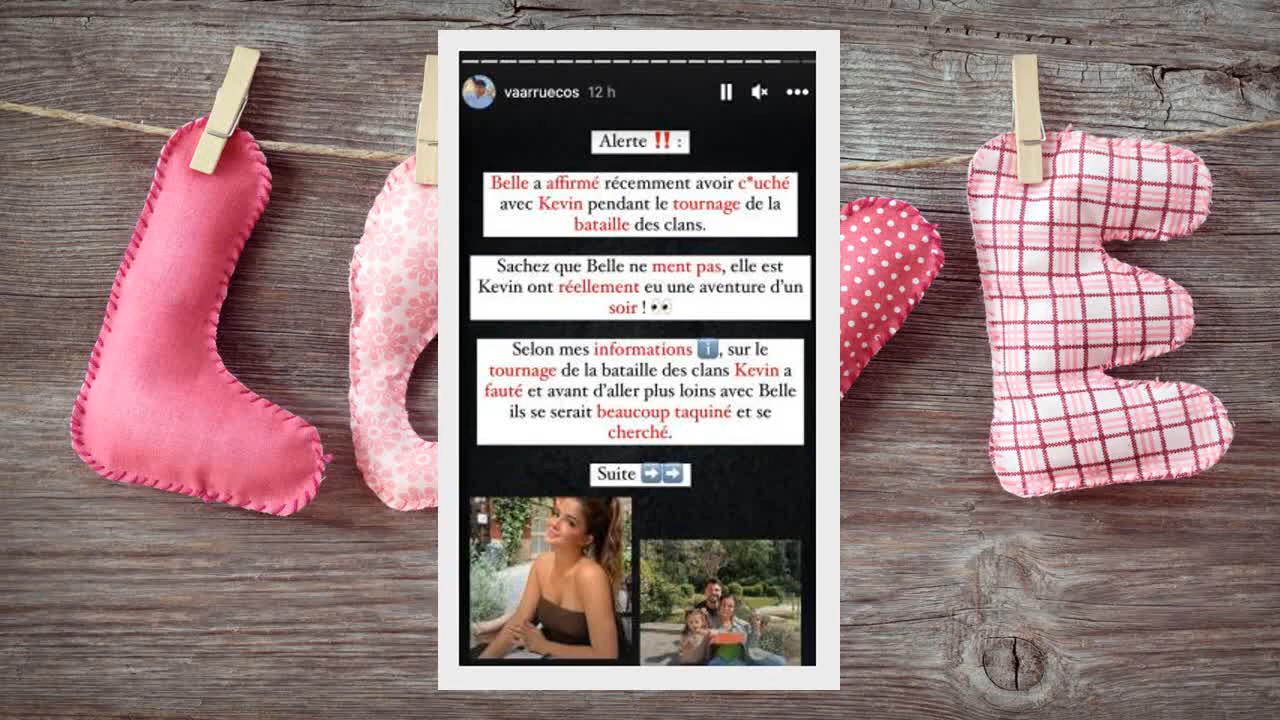 L
E
vaarruecos 12 h
Alerte ‼️ :
Belle a affirmé récemment avoir c*uché
avec Kevin pendant le tournage de la
bataille des clans.
Sachez que Belle ne ment pas, elle est
Kevin ont réellement eu une aventure d'un
soir ! 👀
Selon mes informations ℹ️, sur le
tournage de la bataille des clans Kevin a
fauté et avant d'aller plus loins avec Belle
ils se serait beaucoup taquiné et se
cherché.
Suite ➡️➡️